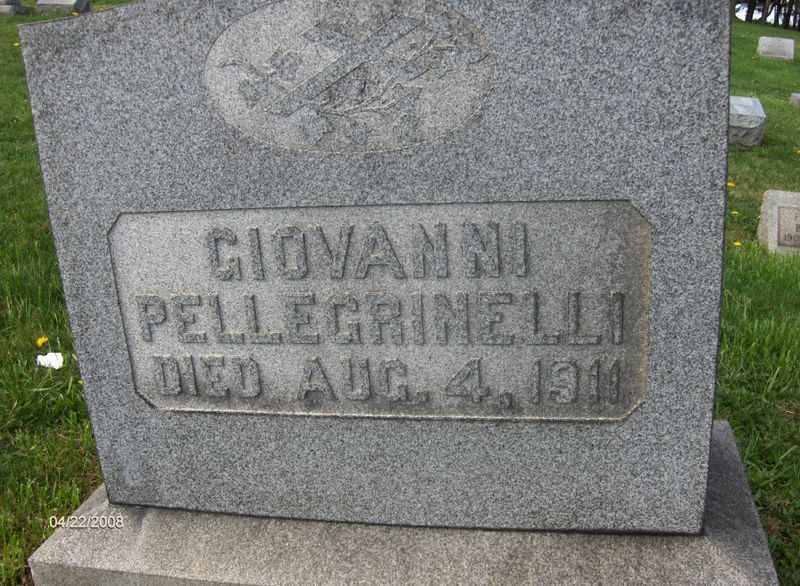 GIOVANNI
PELLEGRINELLI
DIED AUG. 4, 1911
04/22/2008